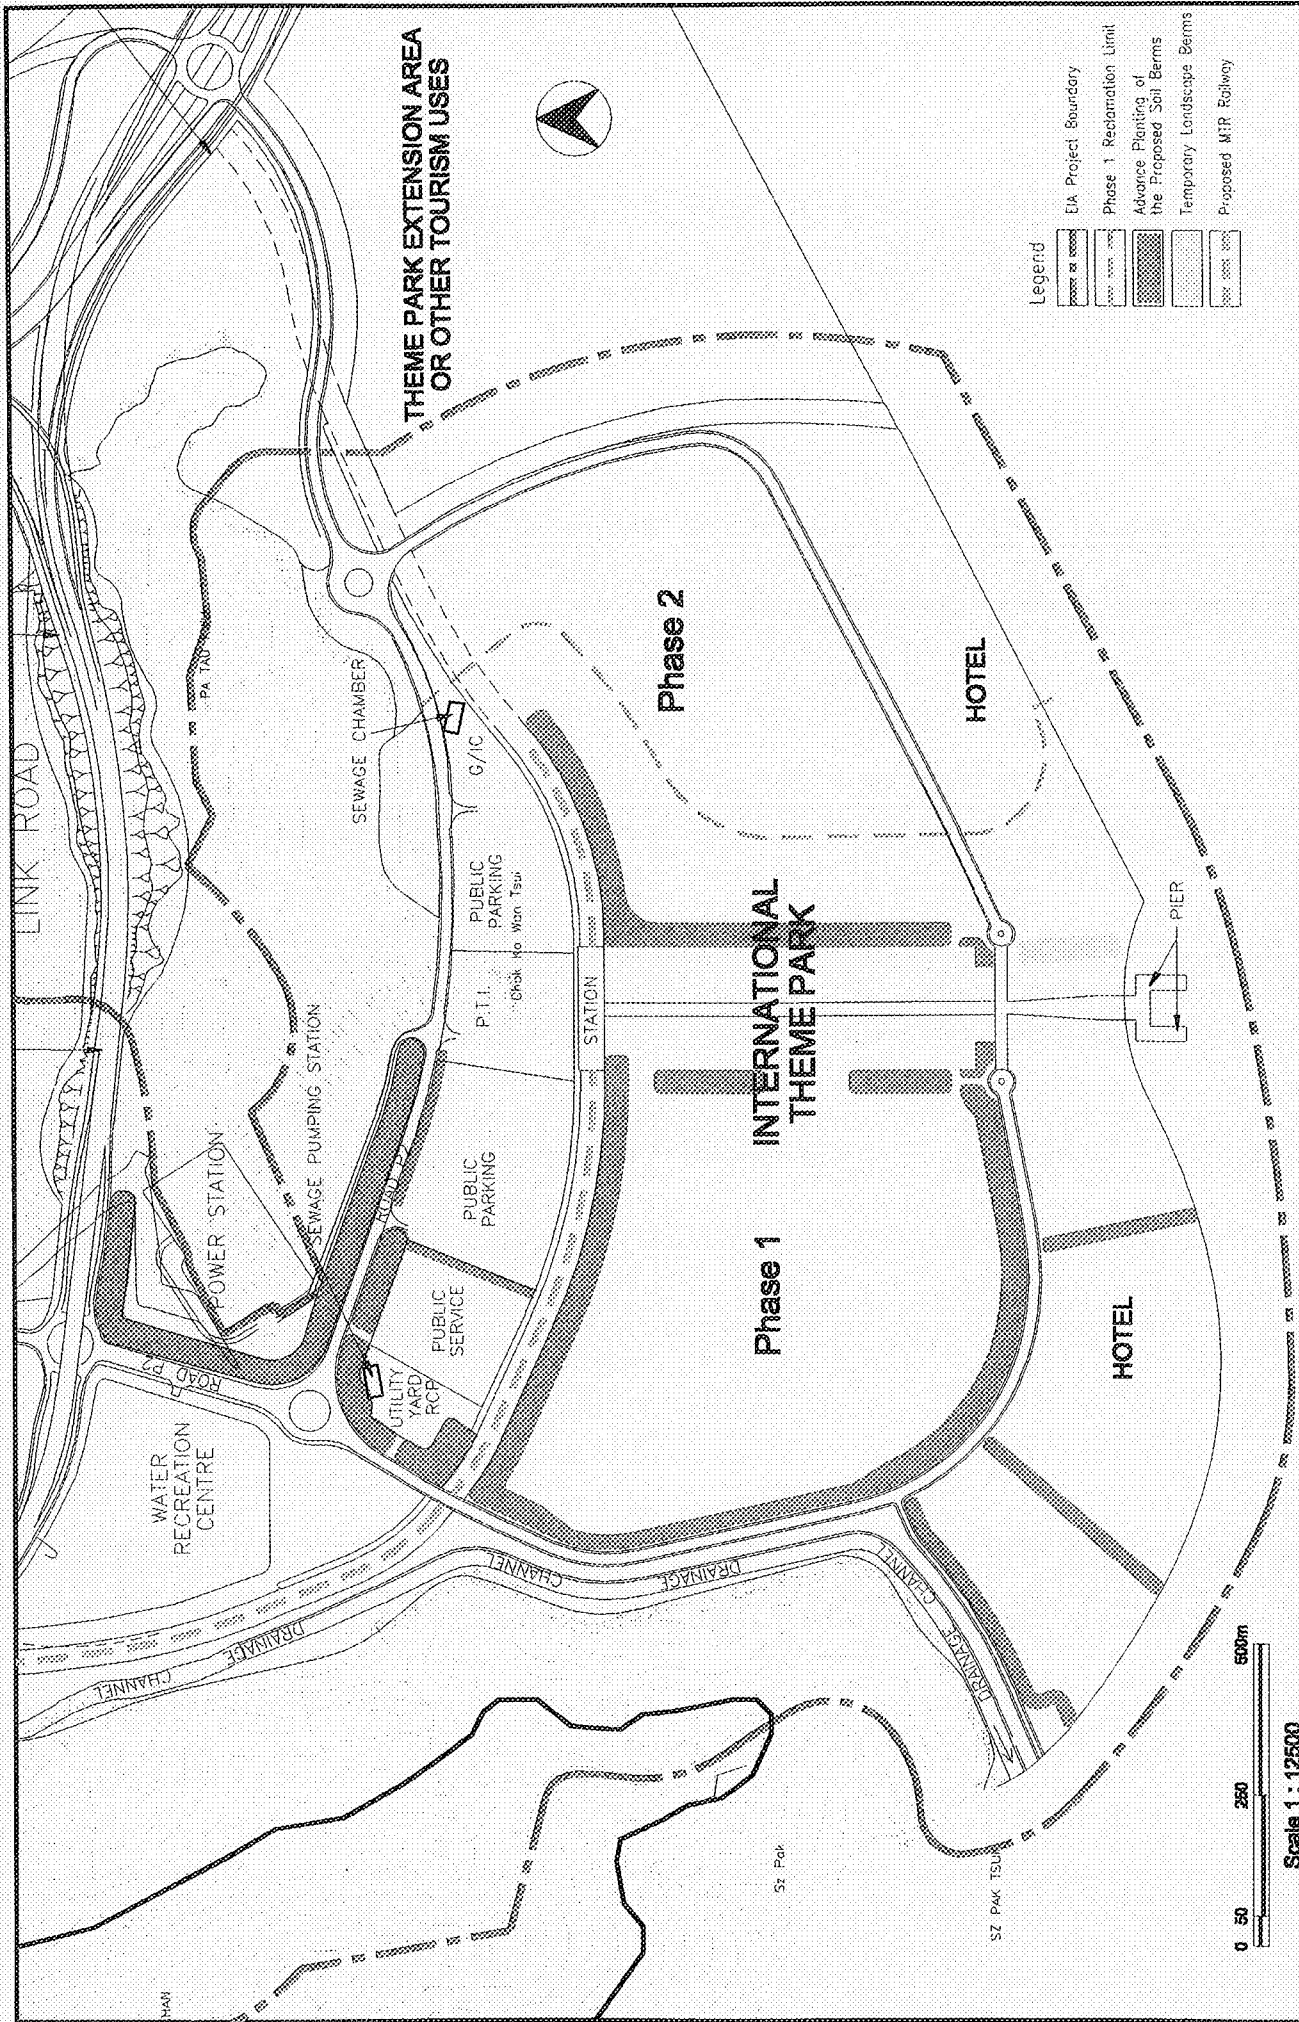 LINK ROAD
THEME PARK EXTENSION AREA
OR OTHER TOURISM USES
PA TAU
SEWAGE CHAMBER
G/IC
PUBLIC
PARKING
P.T.I.
STATION
SEWAGE PUMPING STATION
POWER STATION
ROAD P2
ROAD P2
PUBLIC
PARKING
PUBLIC
SERVICE
UTILITY
YARD/
RCP
WATER
RECREATION
CENTRE
Phase 2
HOTEL
INTERNATIONAL
THEME PARK
PIER
Phase 1
HOTEL
CHANNEL
DRAINAGE
CHANNEL
DRAINAGE
CHANNEL
DRAINAGE
Sz Pak
SZ PAK TSUI
Legend
EIA Project Boundary
Phase 1 Reclamation Limit
Advance Planting of
the Proposed Soil Berms
Temporary Landscape Berms
Proposed MTR Railway
0 50 250 500m
Scale 1 : 12500